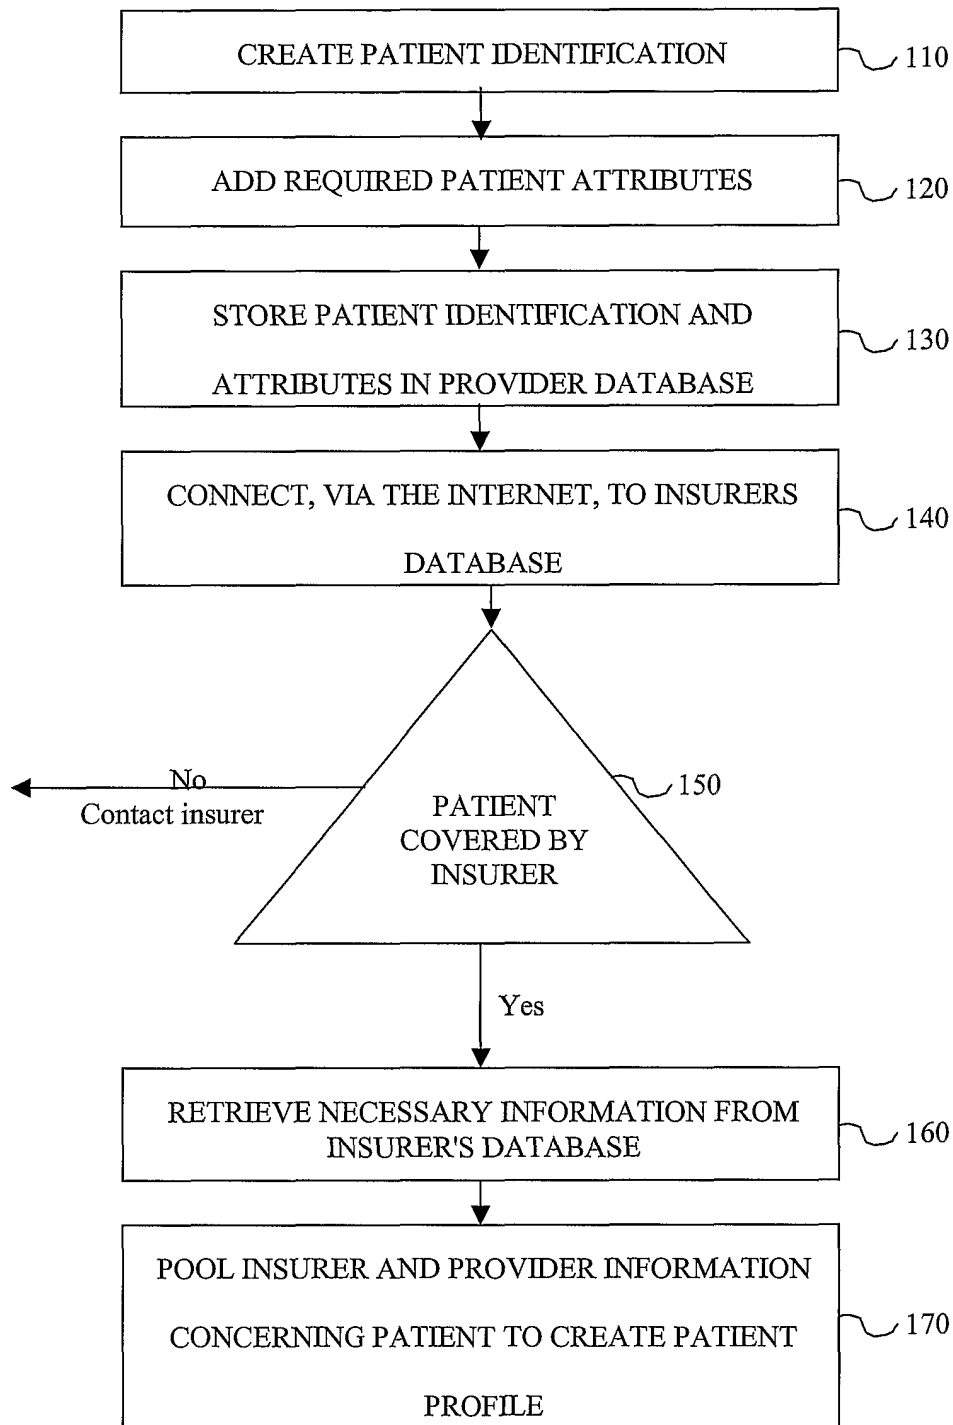 CREATE PATIENT IDENTIFICATION
110
ADD REQUIRED PATIENT ATTRIBUTES
120
STORE PATIENT IDENTIFICATION AND
ATTRIBUTES IN PROVIDER DATABASE
130
CONNECT, VIA THE INTERNET, TO INSURERS
DATABASE
140
No
Contact insurer
PATIENT
COVERED BY
INSURER
150
Yes
RETRIEVE NECESSARY INFORMATION FROM
INSURER'S DATABASE
160
POOL INSURER AND PROVIDER INFORMATION
CONCERNING PATIENT TO CREATE PATIENT
PROFILE
170